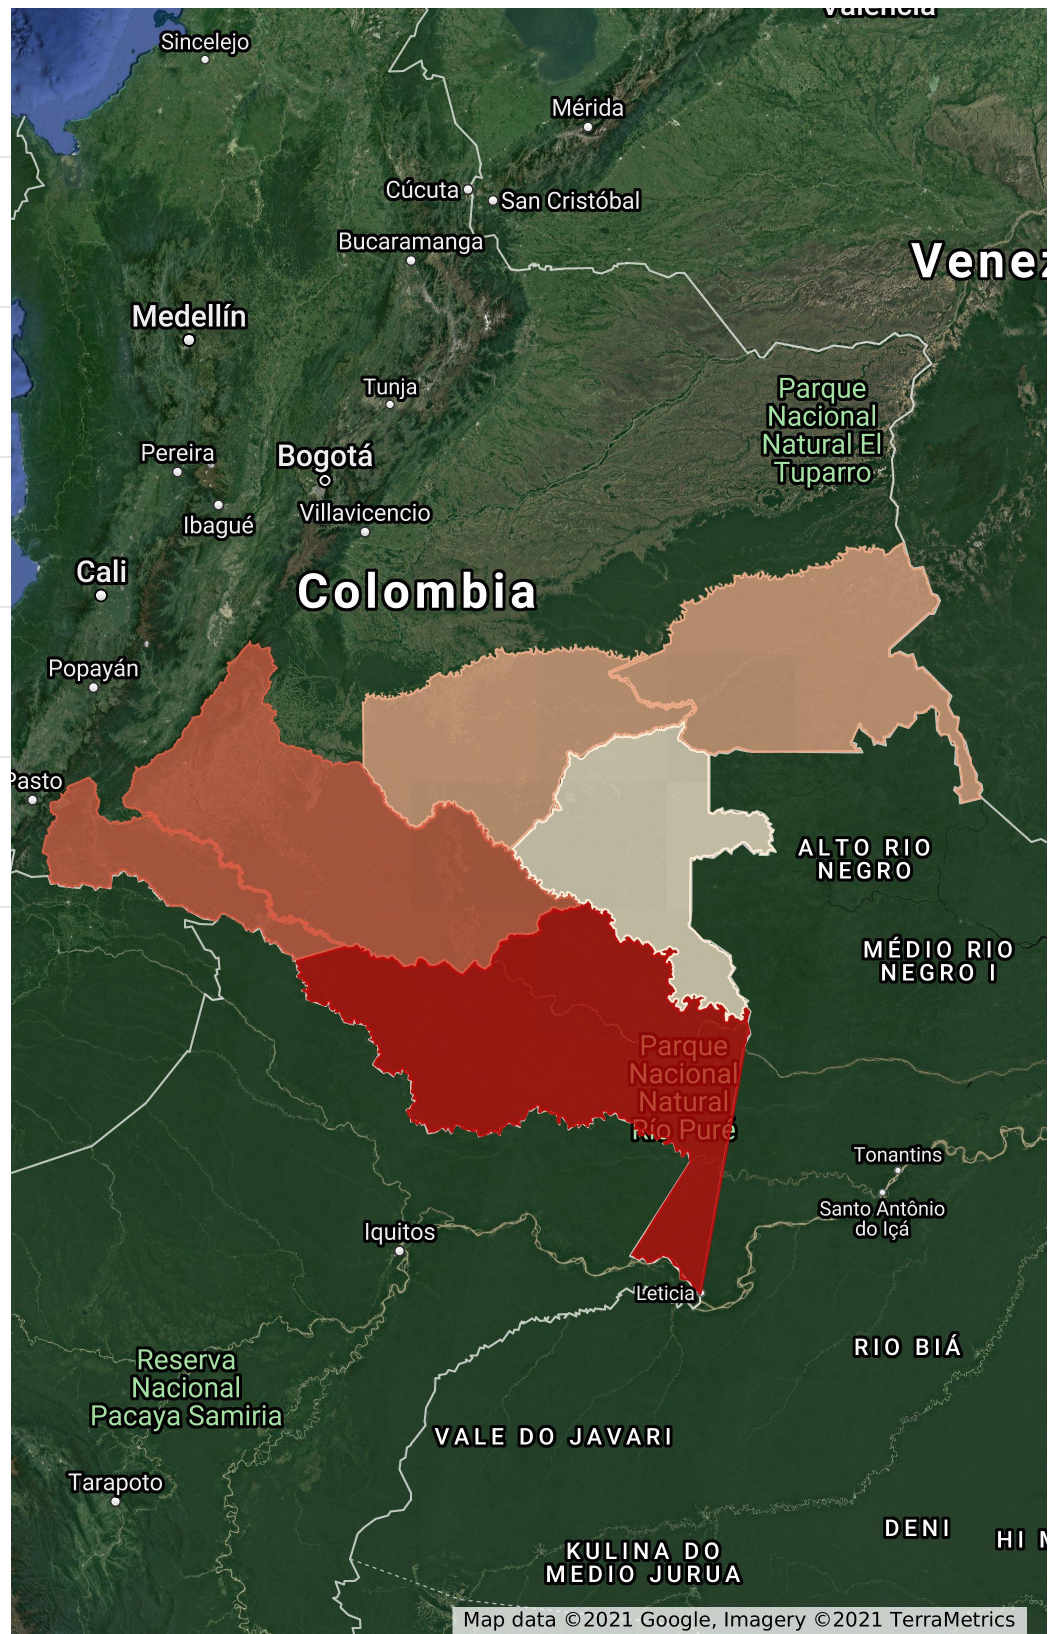 Valencia
Sincelejo
Mérida
Cúcuta
San Cristóbal
Bucaramanga
Venez
Medellín
Tunja
Parque
Nacional
Natural El
Tuparro
Pereira
Bogotá
Ibagué
Villavicencio
Cali
Colombia
Popayán
Pasto
ALTO RIO
NEGRO
MÉDIO RIO
NEGRO I
Parque
Nacional
Natural
Río Puré
Tonantins
Santo Antônio
do Içá
Iquitos
Leticia
RIO BIÁ
Reserva
Nacional
Pacaya Samiria
VALE DO JAVARI
Tarapoto
DENI
HI M
KULINA DO
MEDIO JURUA
Map data ©2021 Google, Imagery ©2021 TerraMetrics